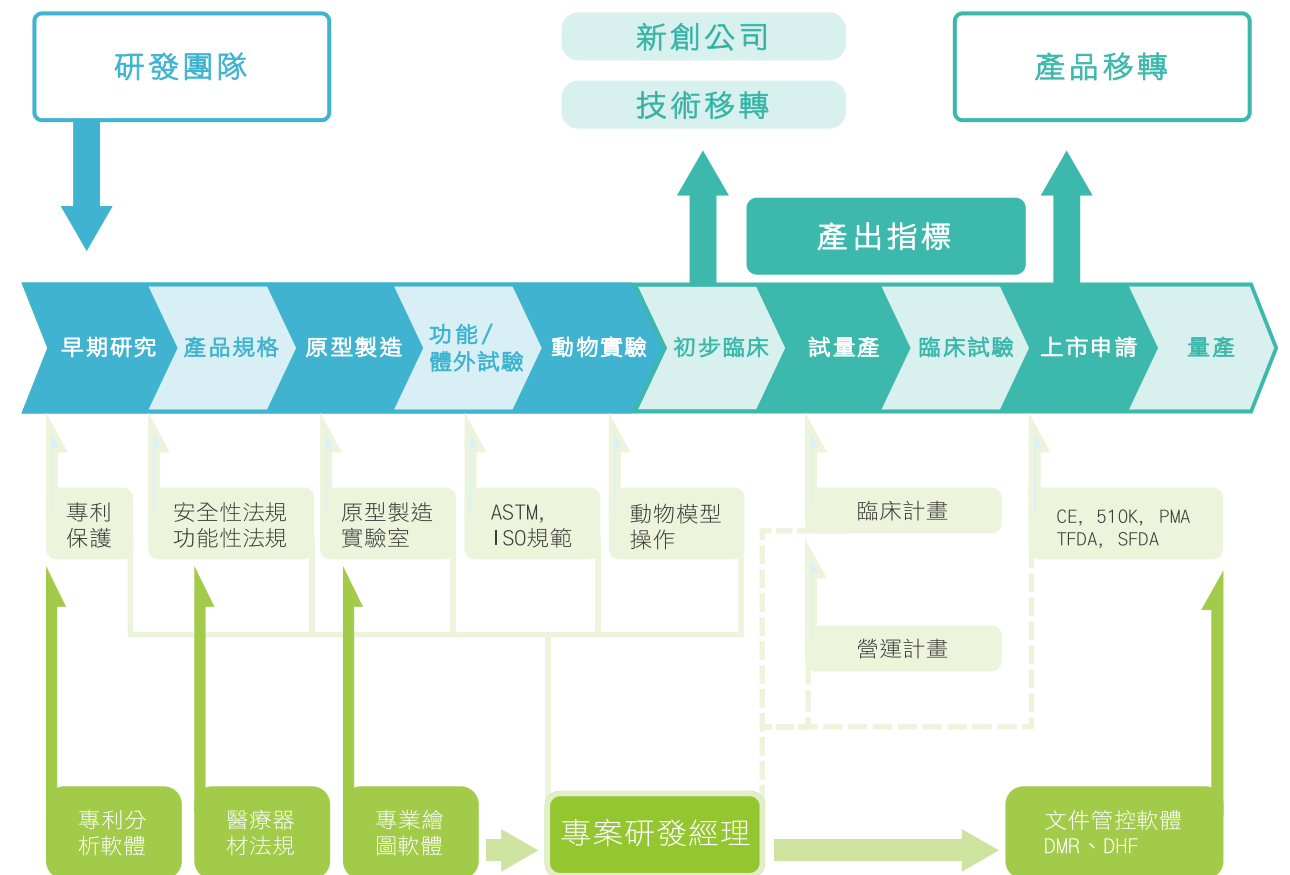 研發團隊
新創公司
技術移轉
產品移轉
產出指標
早期研究
產品規格
原型製造
功能/
體外試驗
動物實驗
初步臨床
試量產
臨床試驗
上市申請
量產
專利
保護
安全性法規
功能性法規
原型製造
實驗室
ASTM,
ISO規範
動物模型
操作
臨床計畫
CE, 510K, PMA
TFDA, SFDA
營運計畫
專利分
析軟體
醫療器
材法規
專業繪
圖軟體
專案研發經理
文件管控軟體
DMR、DHF